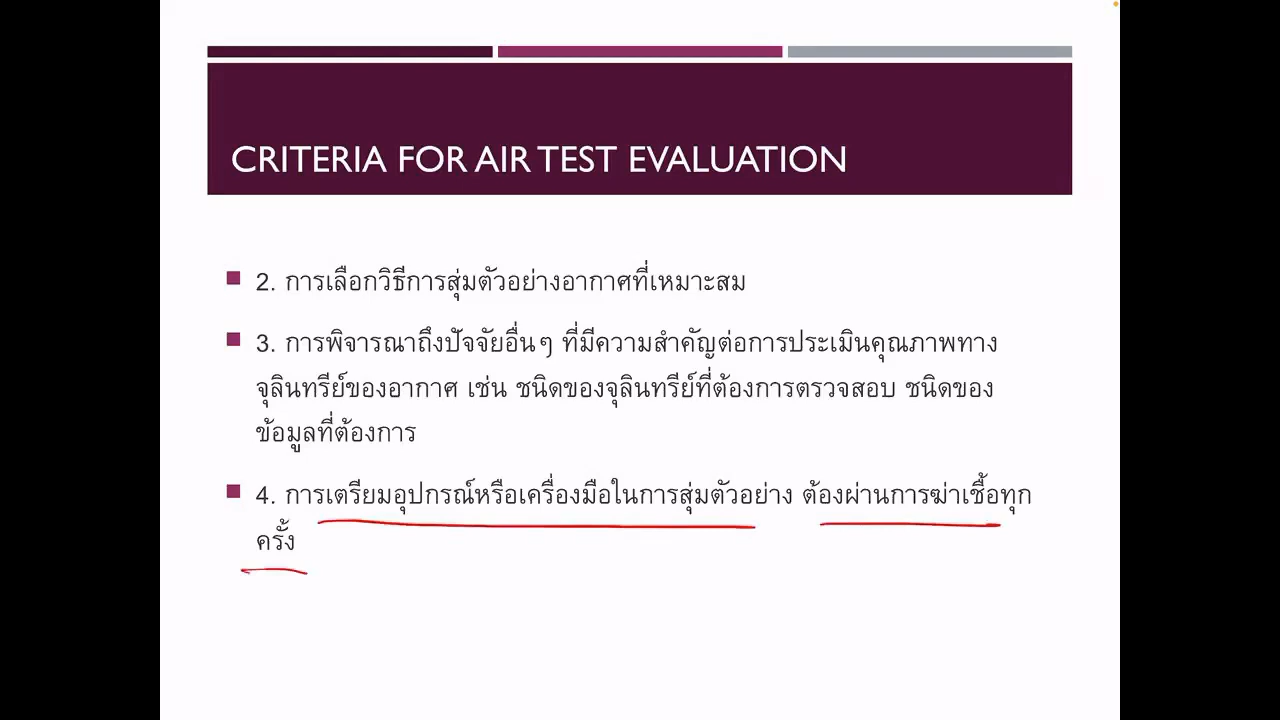 CRITERIA FOR AIR TEST EVALUATION
2. การเลือกวิธีการสุ่มตัวอย่างอากาศที่เหมาะสม
3. การพิจารณาถึงปัจจัยอื่นๆ ที่มีความสำคัญต่อการประเมินคุณภาพทาง
จุลินทรีย์ของอากาศ เช่น ชนิดของจุลินทรีย์ที่ต้องการตรวจสอบ ชนิดของ
ข้อมูลที่ต้องการ
4. การเตรียมอุปกรณ์หรือเครื่องมือในการสุ่มตัวอย่าง ต้องผ่านการฆ่าเชื้อทุก
ครั้ง